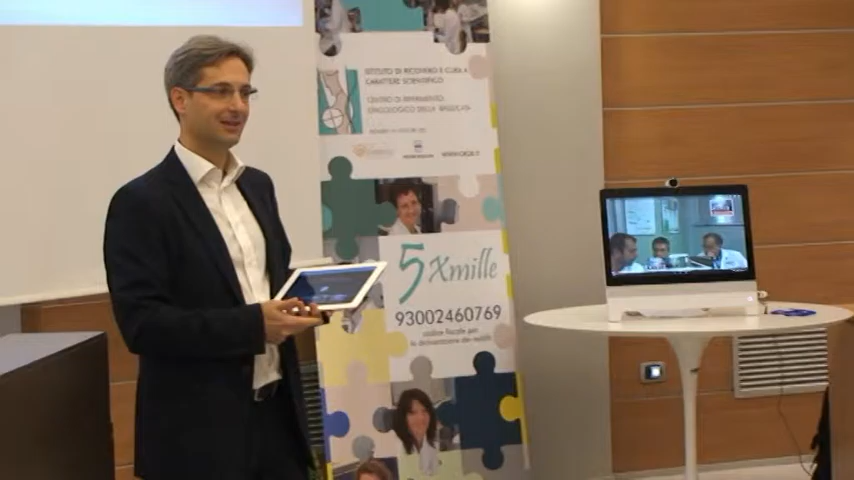 ISTITUTO DI RICOVERO E CURA A
CARATTERE SCIENTIFICO
CENTRO DI RIFERIMENTO
ONCOLOGICO DELLA BASILICATA
5xmille
93002460769
codice fiscale per
la dichiarazione dei redditi